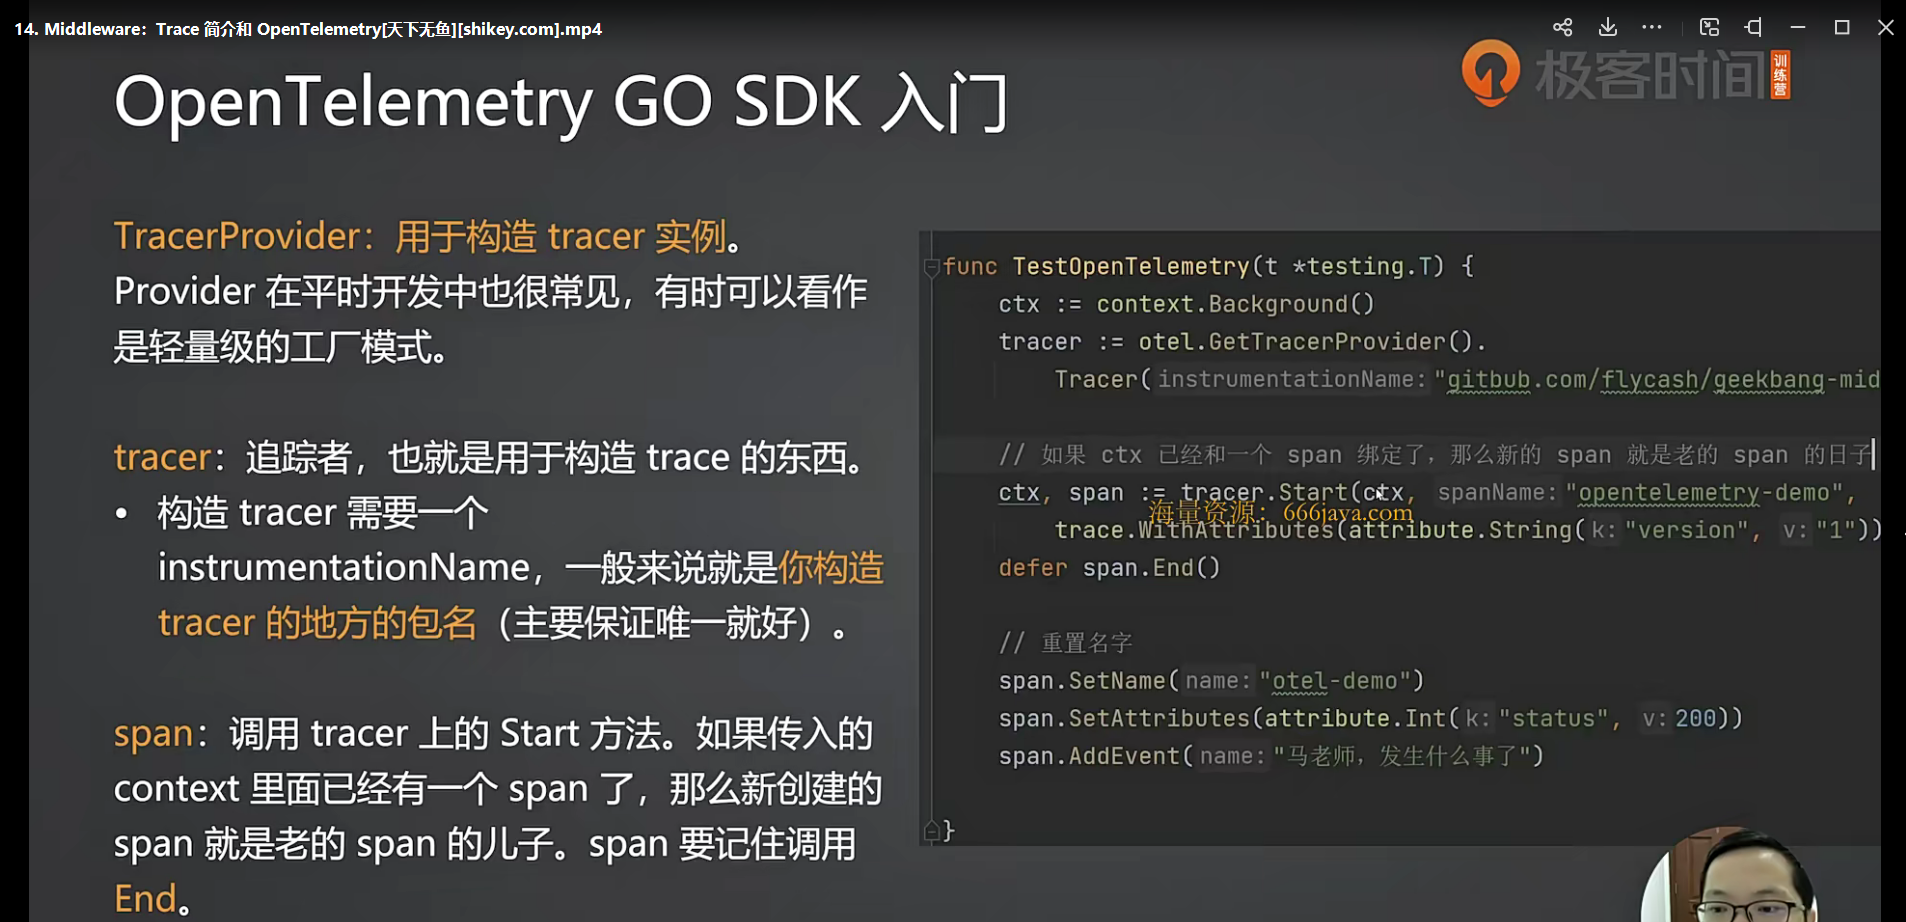 14. Middleware：Trace 简介和 OpenTelemetry[天下无鱼][shikey.com].mp4
极客时间 训练营
OpenTelemetry GO SDK 入门
TracerProvider：用于构造 tracer 实例。
Provider 在平时开发中也很常见，有时可以看作
是轻量级的工厂模式。
tracer：追踪者，也就是用于构造 trace 的东西。
• 构造 tracer 需要一个
instrumentationName，一般来说就是你构造
tracer 的地方的包名（主要保证唯一就好）。
span：调用 tracer 上的 Start 方法。如果传入的
context 里面已经有一个 span 了，那么新创建的
span 就是老的 span 的儿子。span 要记住调用
End。
func TestOpenTelemetry(t *testing.T) {
ctx := context.Background()
tracer := otel.GetTracerProvider().
Tracer( instrumentationName: "gitbub.com/flycash/geekbang-mid
// 如果 ctx 已经和一个 span 绑定了，那么新的 span 就是老的 span 的日子
ctx, span := tracer.Start(ctx, spanName: "opentelemetry-demo",
海量资源：666java.com
trace.WithAttributes(attribute.String( k: "version", v: "1"))
defer span.End()
// 重置名字
span.SetName( name: "otel-demo")
span.SetAttributes(attribute.Int( k: "status", v: 200))
span.AddEvent( name: "马老师，发生什么事了")
}